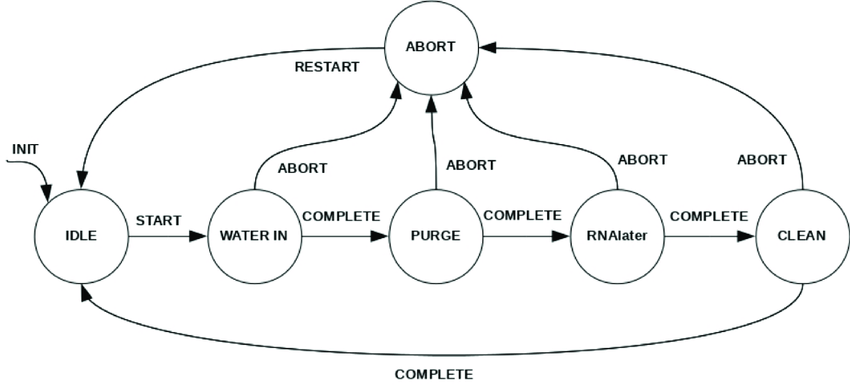 ABORT
RESTART
INIT
ABORT
ABORT
ABORT
ABORT
START
COMPLETE
COMPLETE
COMPLETE
IDLE
WATER IN
PURGE
RNAlater
CLEAN
COMPLETE